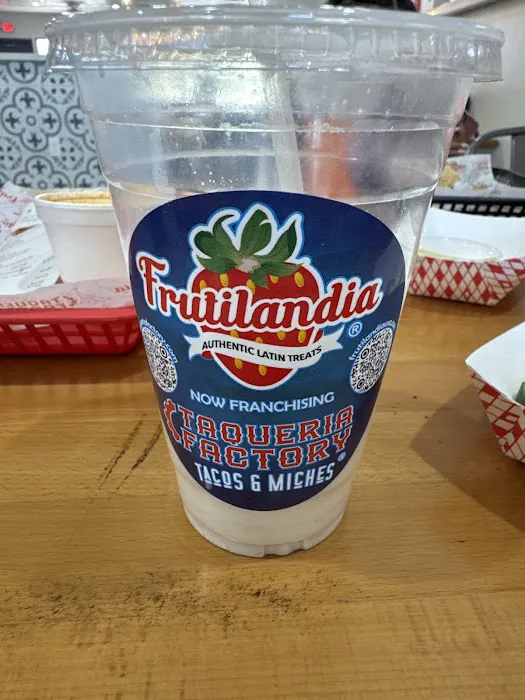 Frutilandia
®
AUTHENTIC LATIN TREATS
NOW FRANCHISING
TAQUERIA
FACTORY
TACOS & MICHES®